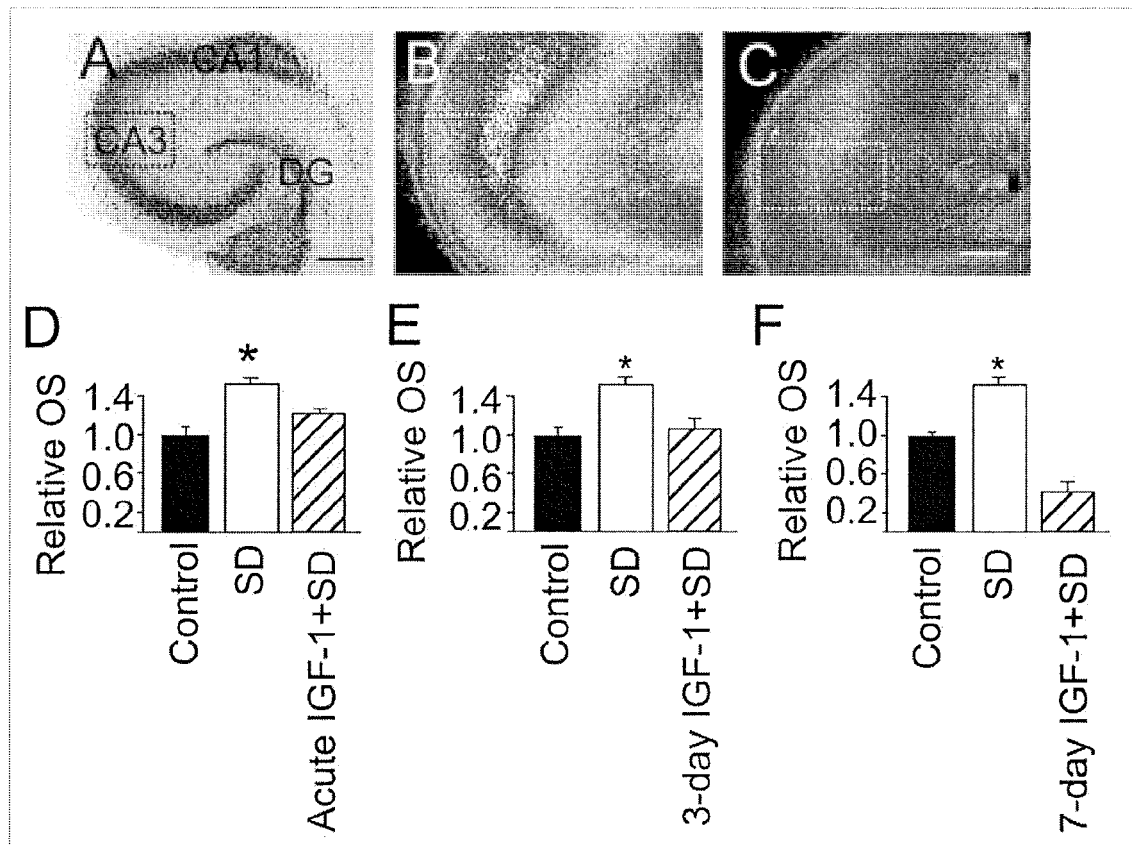 A
CA1
CA3
DG
B
C
D
Relative OS
1.4
1.0
0.6
0.2
*
Control
SD
Acute IGF-1+SD
E
Relative OS
1.4
1.0
0.6
0.2
*
Control
SD
3-day IGF-1+SD
F
Relative OS
1.4
1.0
0.6
0.2
*
Control
SD
7-day IGF-1+SD